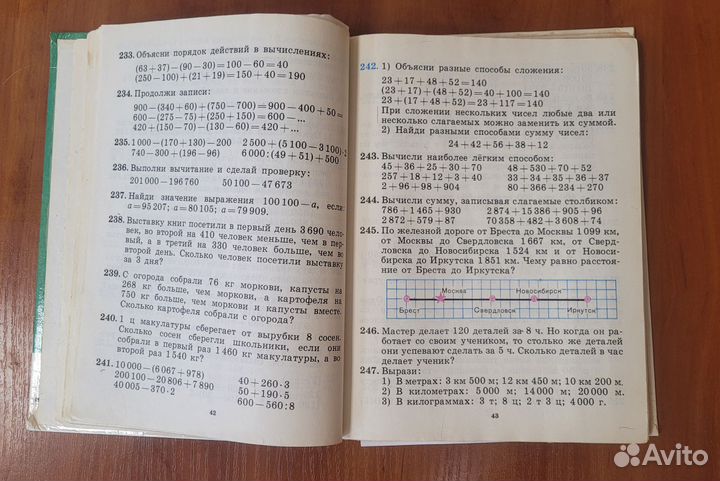 233. Объясни порядок действий в вычислениях:
(63+37)−(90−30)=100−60=40
(250−100)+(21+19)=150+40=190
234. Продолжи записи:
900−(340+60)+(750−700)=900−400+50=
600−(275−75)+(250+150)=600−...
420+(150−70)−(130−60)=420+...
235. 1000−(170+130)−200 2500+(5100−3100)·
740−300+(196−96) 6000:(49+51)+500
236. Выполни вычитание и сделай проверку:
201000−196760 50100−47673
237. Найди значение выражения 100100−a, если:
a=95207; a=80105; a=79909.
238. Выставку книг посетили в первый день 3690 чело-
век, во второй на 410 человек меньше, чем в пер-
вый, а в третий на 330 человек больше, чем во
второй день. Сколько человек посетили выставку
за 3 дня?
239. С огорода собрали 76 кг моркови, капусты на
268 кг больше, чем моркови, а картофеля на
750 кг больше, чем моркови и капусты вместе.
Сколько картофеля собрали с огорода?
240. 1 ц макулатуры сберегает от вырубки 8 сосен.
Сколько сосен сберегли школьники, если они
собрали в первый раз 1460 кг макулатуры, а во
второй 1540 кг?
241. 10000−(6067+978)
200100−20806+7890 40+260·3
40005−370·2 50+190·5
600−560:8
42
242. 1) Объясни разные способы сложения:
23+17+48+52=140
(23+17)+(48+52)=40+100=140
23+(17+48+52)=23+117=140
При сложении нескольких чисел любые два или
несколько слагаемых можно заменить их суммой.
2) Найди разными способами сумму чисел:
24+42+56+38+12
243. Вычисли наиболее лёгким способом:
45+36+25+30+70 48+530+70+52
257+18+12+3+40 33+34+35+36+37
2+96+98+904 80+366+234+270
244. Вычисли сумму, записывая слагаемые столбиком:
786+1465+930 2874+15386+905+96
2872+579+87 70358+482+3608+74
245. По железной дороге от Бреста до Москвы 1099 км,
от Москвы до Свердловска 1667 км, от Сверд-
ловска до Новосибирска 1524 км и от Новоси-
бирска до Иркутска 1851 км. Чему равно расстоя-
ние от Бреста до Иркутска?
Москва Новосибирск
Брест Свердловск Иркутск
246. Мастер делает 120 деталей за 8 ч. Но когда он ра-
ботает со своим учеником, то столько же деталей
они успевают сделать за 5 ч. Сколько деталей в час
делает ученик?
247. Вырази:
1) В метрах: 3 км 500 м; 12 км 450 м; 10 км 200 м.
2) В километрах: 5000 м; 14000 м; 20000 м.
3) В килограммах: 3 т; 8 ц; 2 т 3 ц; 4000 г.
43
Avito